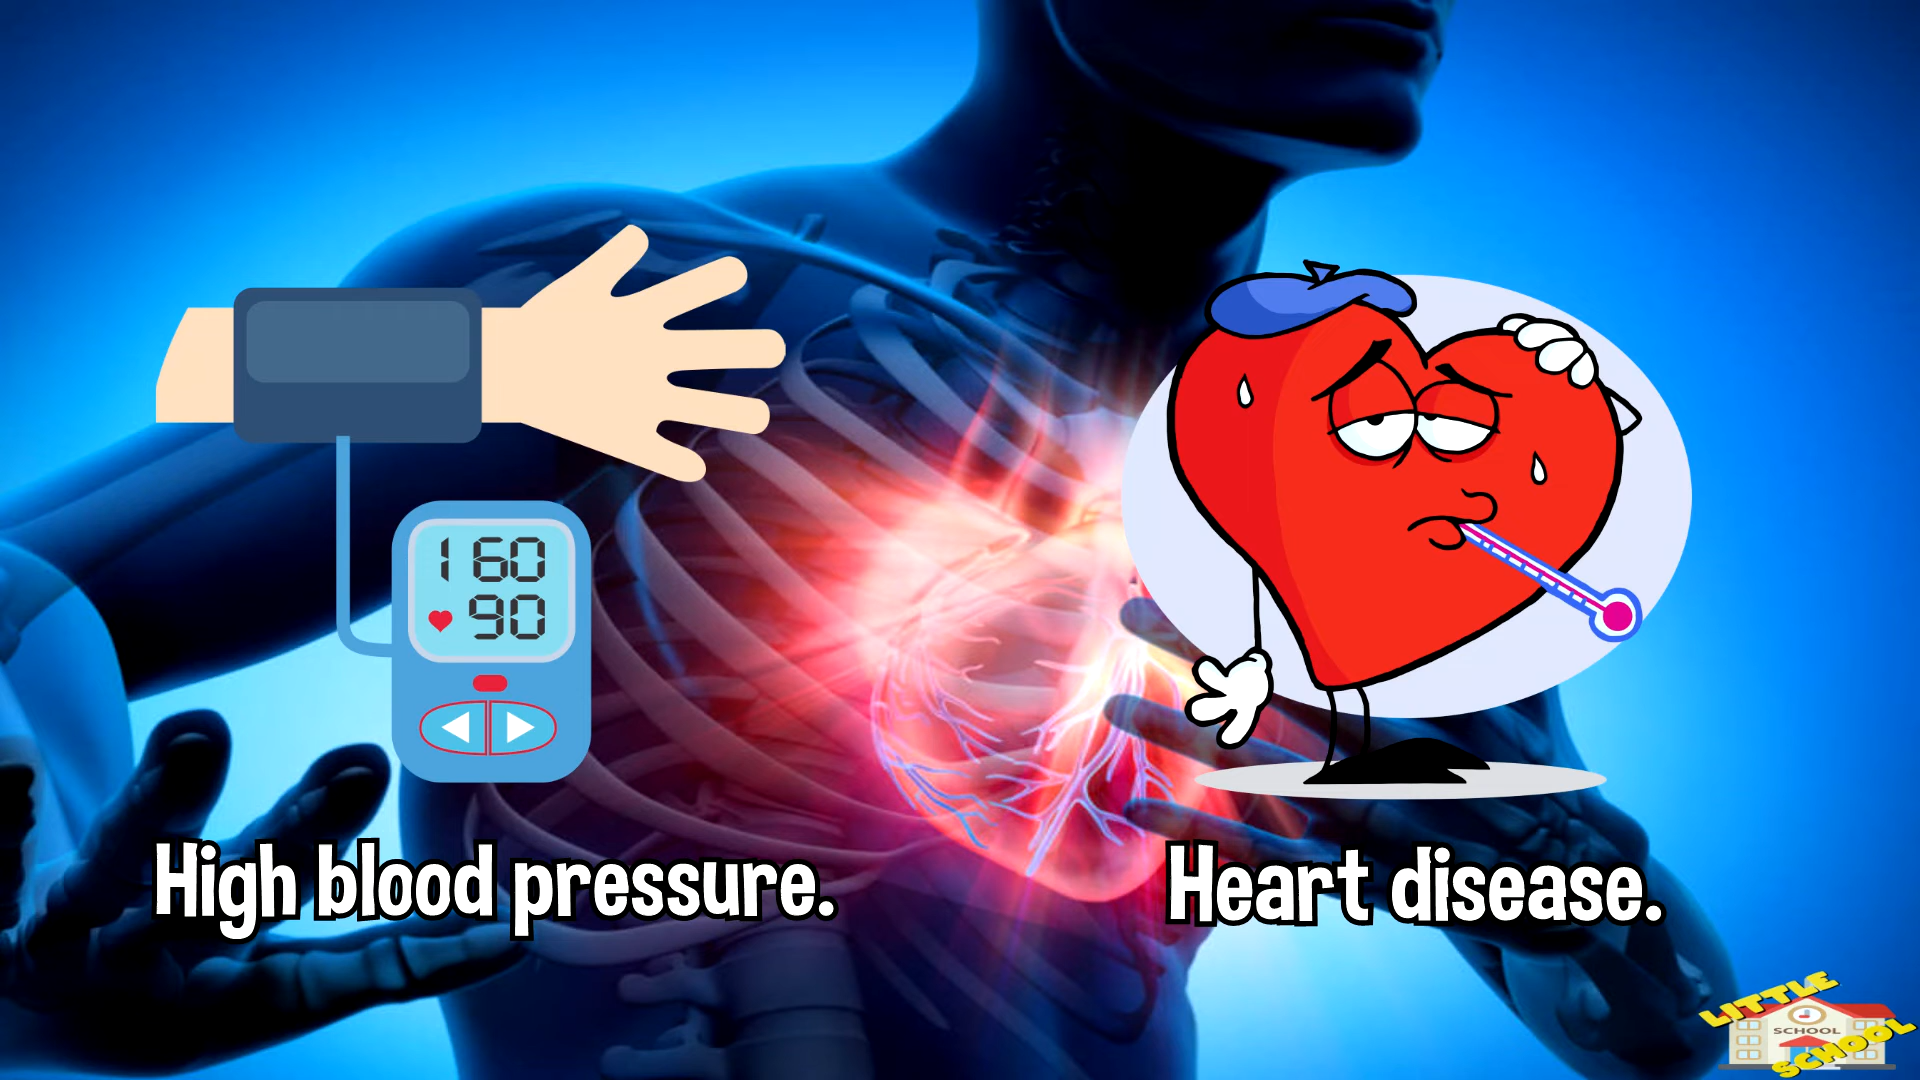 160
90
High blood pressure.
Heart disease.
LITTLE
SCHOOL
SCHOOL